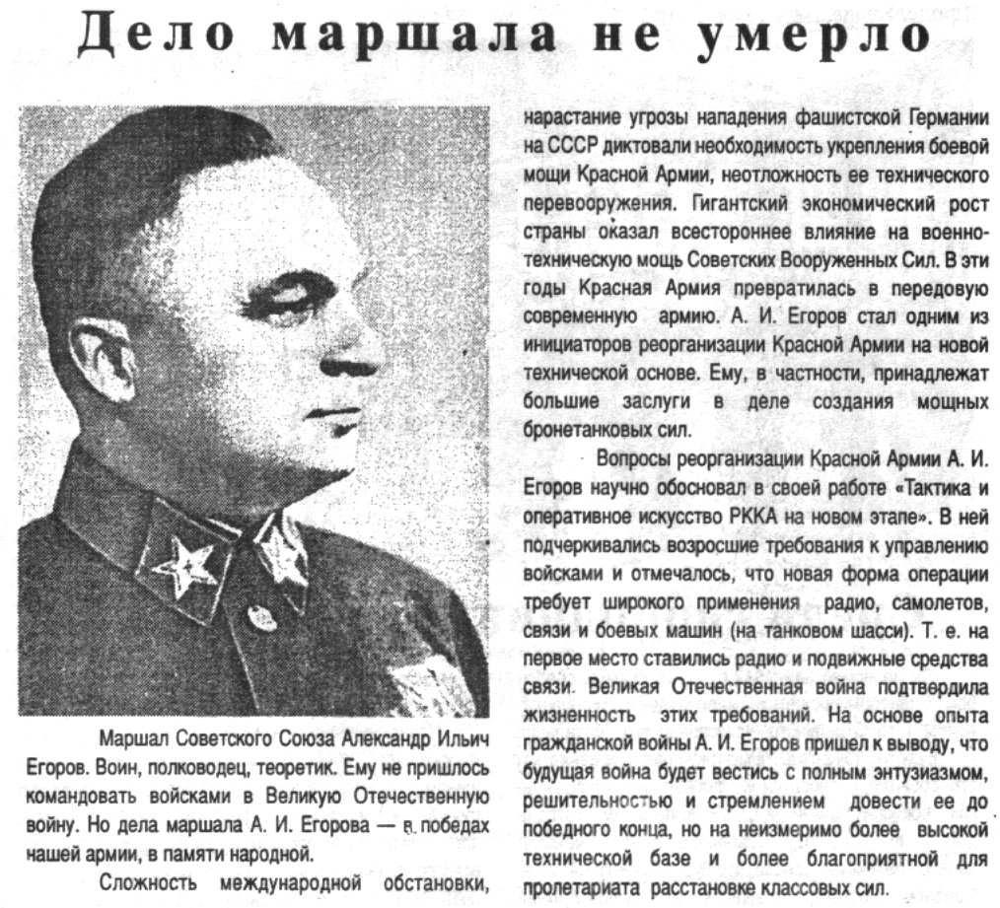 Дело маршала не умерло
Маршал Советского Союза Александр Ильич
Егоров. Воин, полководец, теоретик. Ему не пришлось
командовать войсками в Великую Отечественную
войну. Но дела маршала А. И. Егорова — в победах
нашей армии, в памяти народной.
Сложность международной обстановки,
нарастание угрозы нападения фашистской Германии
на СССР диктовали необходимость укрепления боевой
мощи Красной Армии, неотложность ее технического
перевооружения. Гигантский экономический рост
страны оказал всестороннее влияние на военно-
техническую мощь Советских Вооруженных Сил. В эти
годы Красная Армия превратилась в передовую
современную армию. А. И. Егоров стал одним из
инициаторов реорганизации Красной Армии на новой
технической основе. Ему, в частности, принадлежат
большие заслуги в деле создания мощных
бронетанковых сил.
Вопросы реорганизации Красной Армии А. И.
Егоров научно обосновал в своей работе «Тактика и
оперативное искусство РККА на новом этапе». В ней
подчеркивались возросшие требования к управлению
войсками и отмечалось, что новая форма операции
требует широкого применения радио, самолетов,
связи и боевых машин (на танковом шасси). Т. е. на
первое место ставились радио и подвижные средства
связи. Великая Отечественная война подтвердила
жизненность этих требований. На основе опыта
гражданской войны А. И. Егоров пришел к выводу, что
будущая война будет вестись с полным энтузиазмом,
решительностью и стремлением довести ее до
победного конца, но на неизмеримо более высокой
технической базе и более благоприятной для
пролетариата расстановке классовых сил.